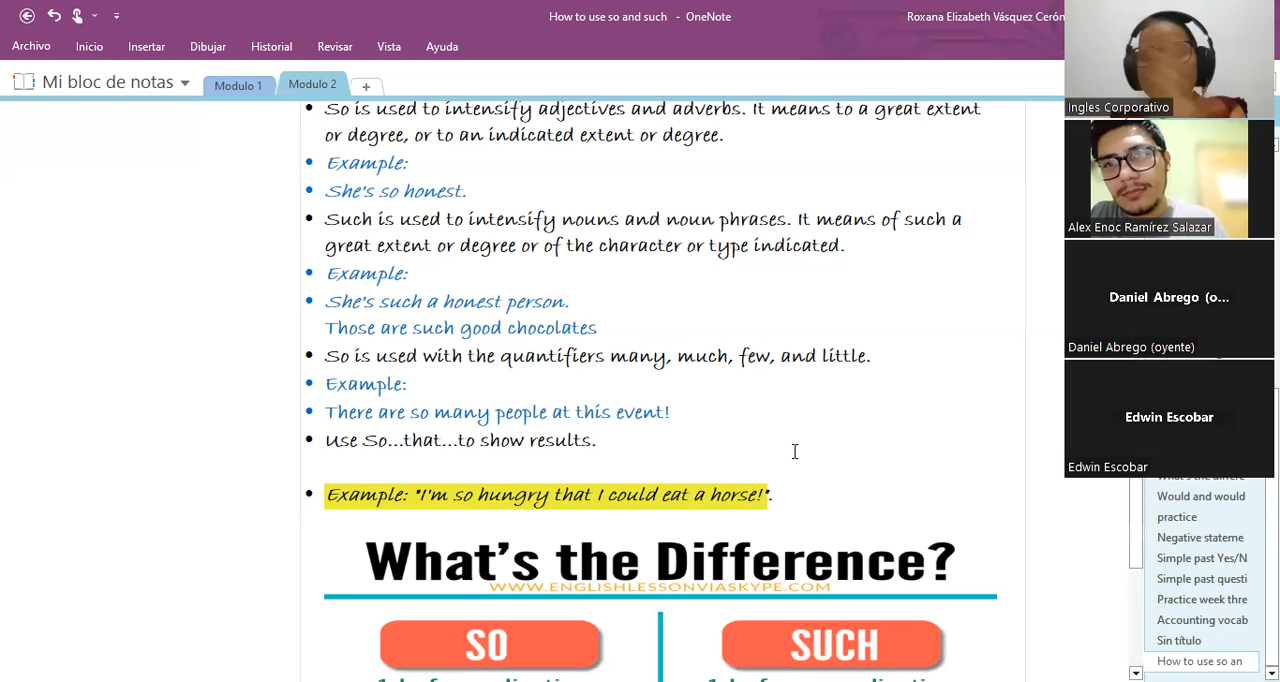 How to use so and such - OneNote
Roxana Elizabeth Vásquez Cerón
Archivo Inicio Insertar Dibujar Historial Revisar Vista Ayuda
Mi bloc de notas Modulo 1 Modulo 2
So is used to intensify adjectives and adverbs. It means to a great extent
or degree, or to an indicated extent or degree.
Example:
She's so honest.
Such is used to intensify nouns and noun phrases. It means of such a
great extent or degree or of the character or type indicated.
Example:
She's such a honest person.
Those are such good chocolates
So is used with the quantifiers many, much, few, and little.
Example:
There are so many people at this event!
Use So...that...to show results.
Example: "I'm so hungry that I could eat a horse!".
What's the Difference?
WWW.ENGLISHLESSONVIASKYPE.COM
SO SUCH
Ingles Corporativo
Alex Enoc Ramírez Salazar
Daniel Abrego (o...
Daniel Abrego (oyente)
Edwin Escobar
Edwin Escobar
Would and would
practice
Negative stateme
Simple past Yes/N
Simple past questi
Practice week thre
Accounting vocab
Sin título
How to use so an